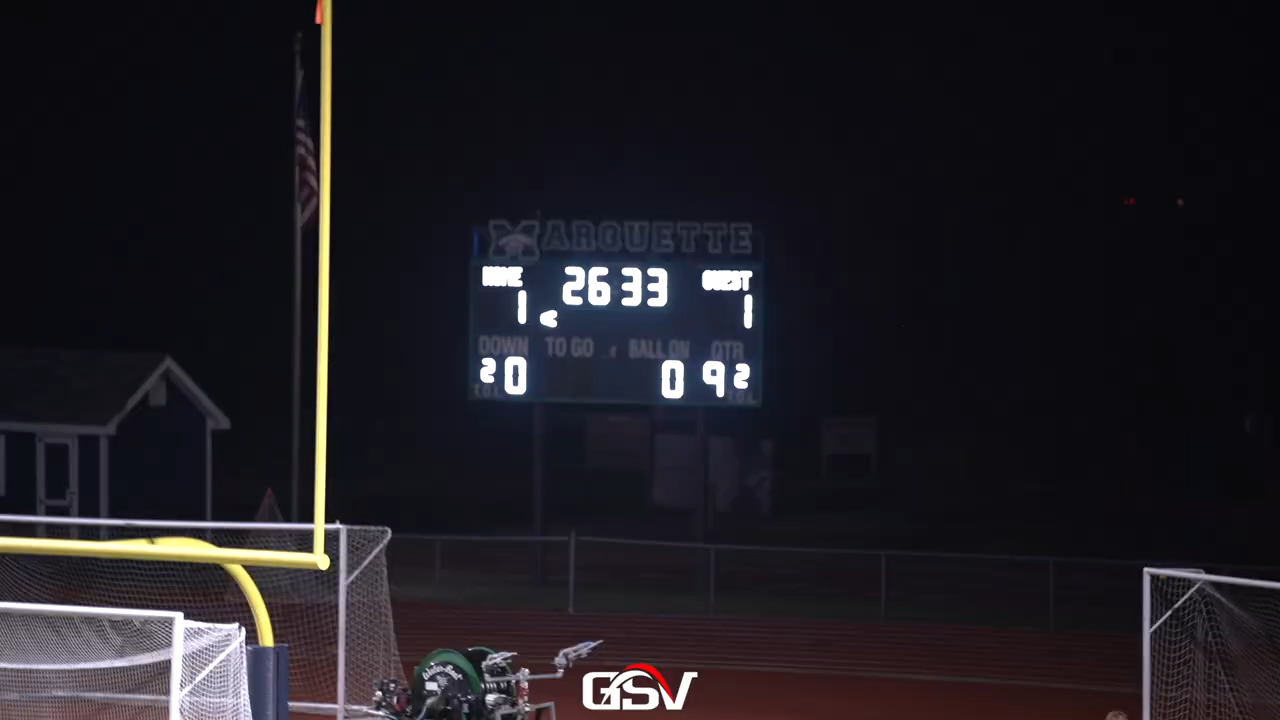 MARQUETTE
HOME 26 33 GUEST
1 1
DOWN TO GO BALL ON QTR
2 0 0 9 2
T.O.L. T.O.L.
GSV